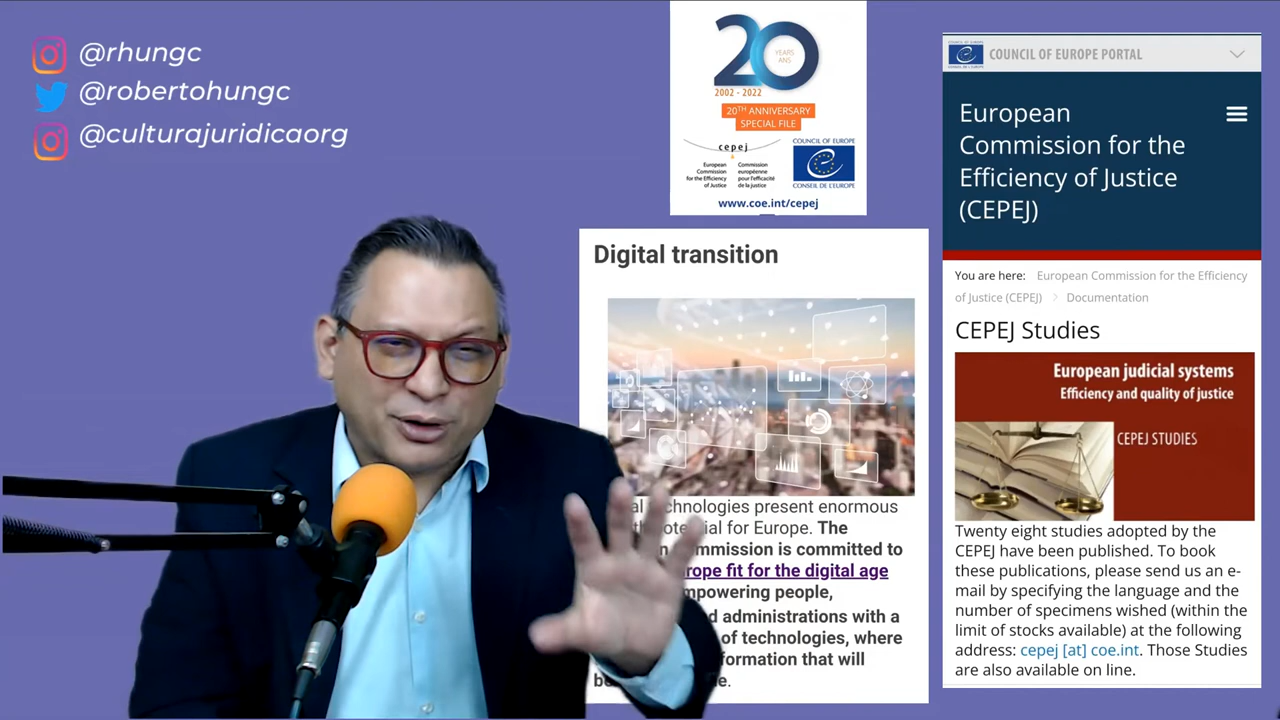 @rhungc
@robertohungc
@culturajuridicaorg
20
YEARS
ANS
2002 - 2022
20TH ANNIVERSARY
SPECIAL FILE
cepej
European
Commission
for the Efficiency
of Justice
Commission
européenne
pour l'efficacité
de la justice
COUNCIL OF EUROPE
CONSEIL DE L'EUROPE
www.coe.int/cepej
Digital transition
chnologies present enormous
for Europe. The
mmission is committed to
rope fit for the digital age
mpowering people,
d administrations with a
of technologies, where
formation that will
COUNCIL OF EUROPE PORTAL
European
Commission for the
Efficiency of Justice
(CEPEJ)
You are here: European Commission for the Efficiency
of Justice (CEPEJ) > Documentation
CEPEJ Studies
European judicial systems
Efficiency and quality of justice
CEPEJ STUDIES
Twenty eight studies adopted by the
CEPEJ have been published. To book
these publications, please send us an e-
mail by specifying the language and the
number of specimens wished (within the
limit of stocks available) at the following
address: cepej [at] coe.int. Those Studies
are also available on line.